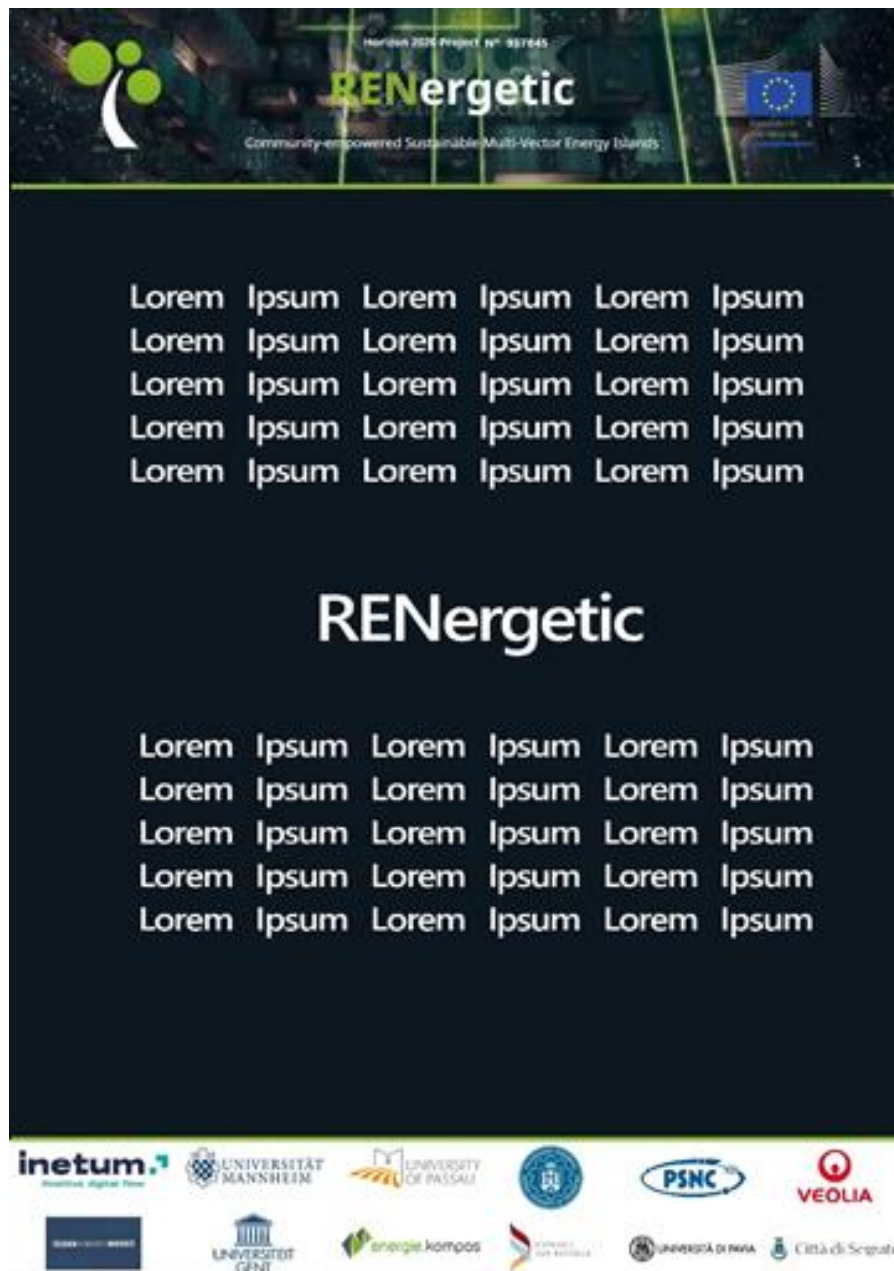 Horizon 2020 Project N° 957845
RENergetic
Community-empowered Sustainable Multi-Vector Energy Islands
Lorem Ipsum Lorem Ipsum Lorem Ipsum
Lorem Ipsum Lorem Ipsum Lorem Ipsum
Lorem Ipsum Lorem Ipsum Lorem Ipsum
Lorem Ipsum Lorem Ipsum Lorem Ipsum
Lorem Ipsum Lorem Ipsum Lorem Ipsum
RENergetic
Lorem Ipsum Lorem Ipsum Lorem Ipsum
Lorem Ipsum Lorem Ipsum Lorem Ipsum
Lorem Ipsum Lorem Ipsum Lorem Ipsum
Lorem Ipsum Lorem Ipsum Lorem Ipsum
Lorem Ipsum Lorem Ipsum Lorem Ipsum
inetum.
Positive digital flow
UNIVERSITÄT
MANNHEIM
UNIVERSITY
OF PASSAU
PSNC
VEOLIA
UNIVERSITEIT
GENT
energie.kompos
UNIVERSITÀ DI PAVIA
Città di Segrate